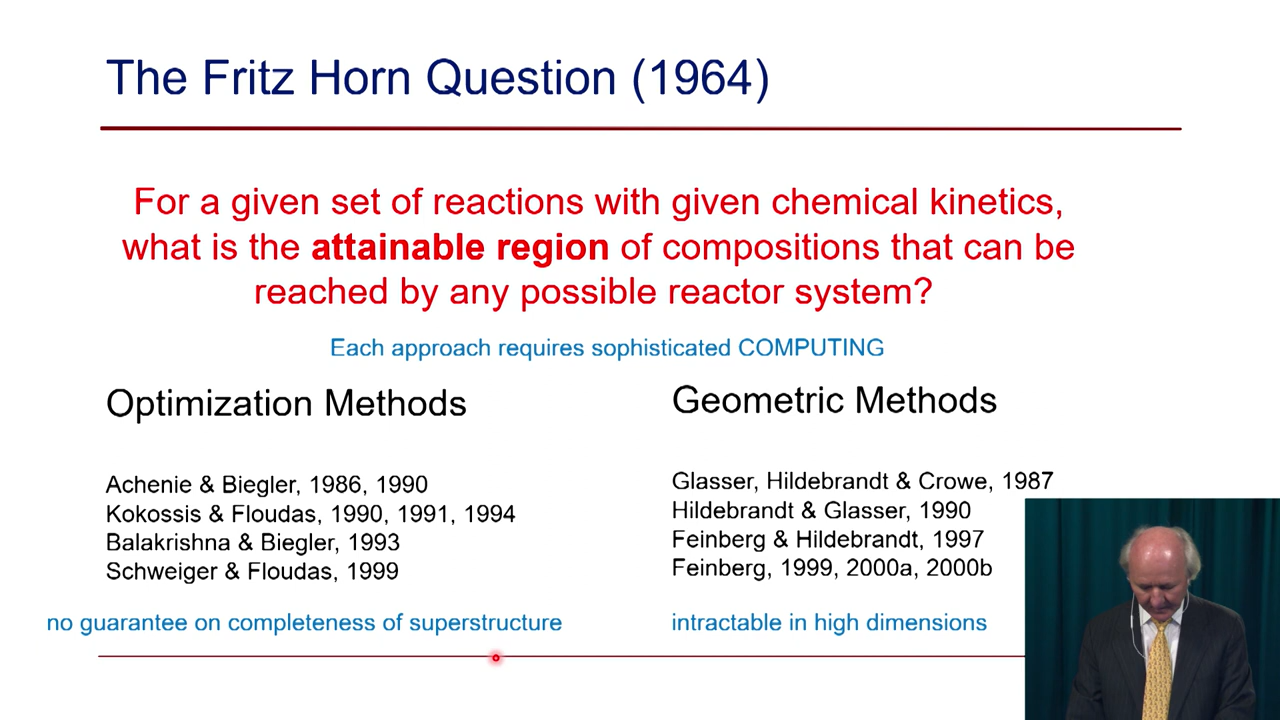 The Fritz Horn Question (1964)
For a given set of reactions with given chemical kinetics,
what is the attainable region of compositions that can be
reached by any possible reactor system?
Each approach requires sophisticated COMPUTING
Optimization Methods
Achenie & Biegler, 1986, 1990
Kokossis & Floudas, 1990, 1991, 1994
Balakrishna & Biegler, 1993
Schweiger & Floudas, 1999
no guarantee on completeness of superstructure
Geometric Methods
Glasser, Hildebrandt & Crowe, 1987
Hildebrandt & Glasser, 1990
Feinberg & Hildebrandt, 1997
Feinberg, 1999, 2000a, 2000b
intractable in high dimensions